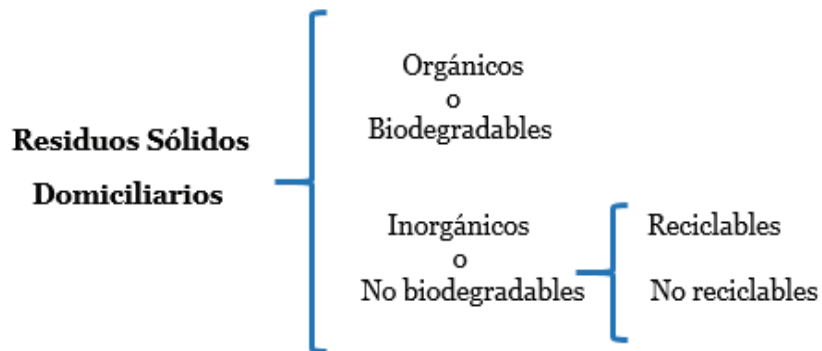 Residuos Sólidos
Domiciliarios
Orgánicos
o
Biodegradables
Inorgánicos
o
No biodegradables
Reciclables
No reciclables